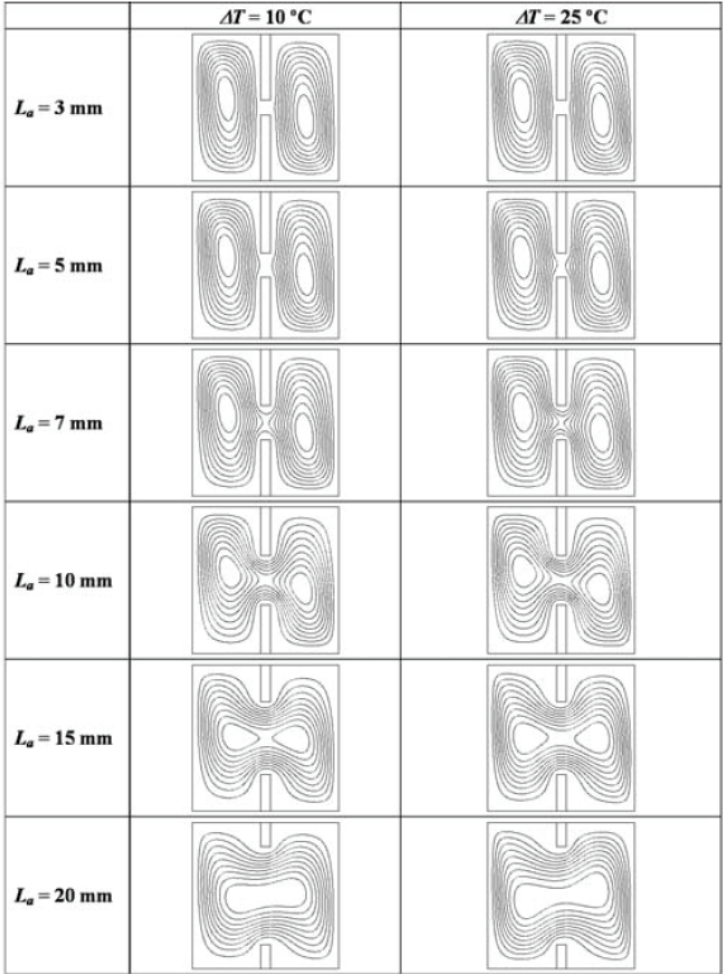 ΔT = 10 °C
ΔT = 25 °C
La = 3 mm
La = 5 mm
La = 7 mm
La = 10 mm
La = 15 mm
La = 20 mm